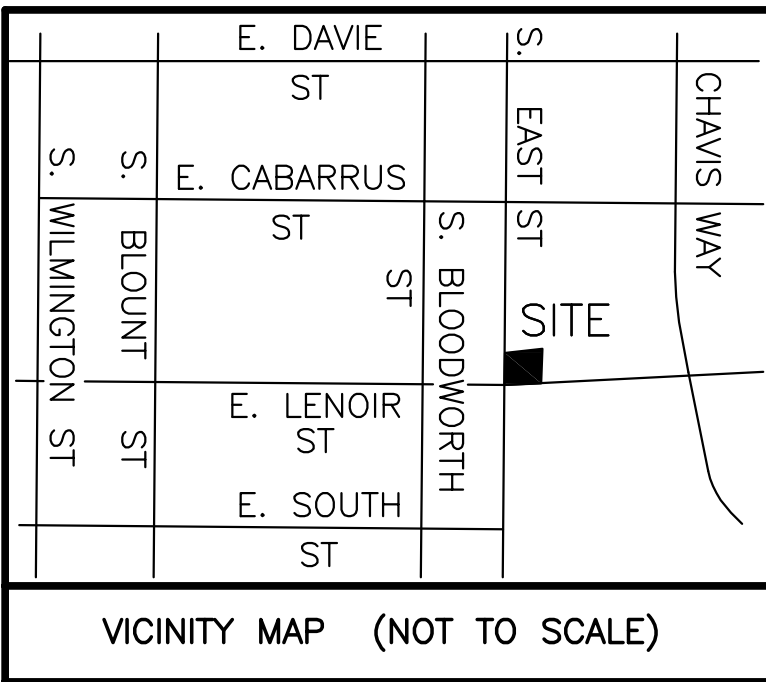 E. DAVIE
ST
E. CABARRUS
ST
E. LENOIR
ST
E. SOUTH
ST
S. WILMINGTON ST
S. BLOUNT ST
S. BLOODWORTH
ST
S. EAST ST
CHAVIS WAY
SITE
VICINITY MAP (NOT TO SCALE)